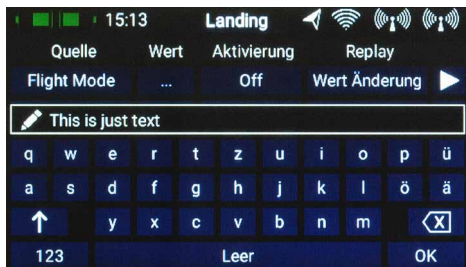 15:13 Landing
Quelle Wert Aktivierung Replay
Flight Mode ... Off Wert Änderung
This is just text
q w e r t z u i o p ü
a s d f g h j k l ö ä
y x c v b n m
123 Leer OK